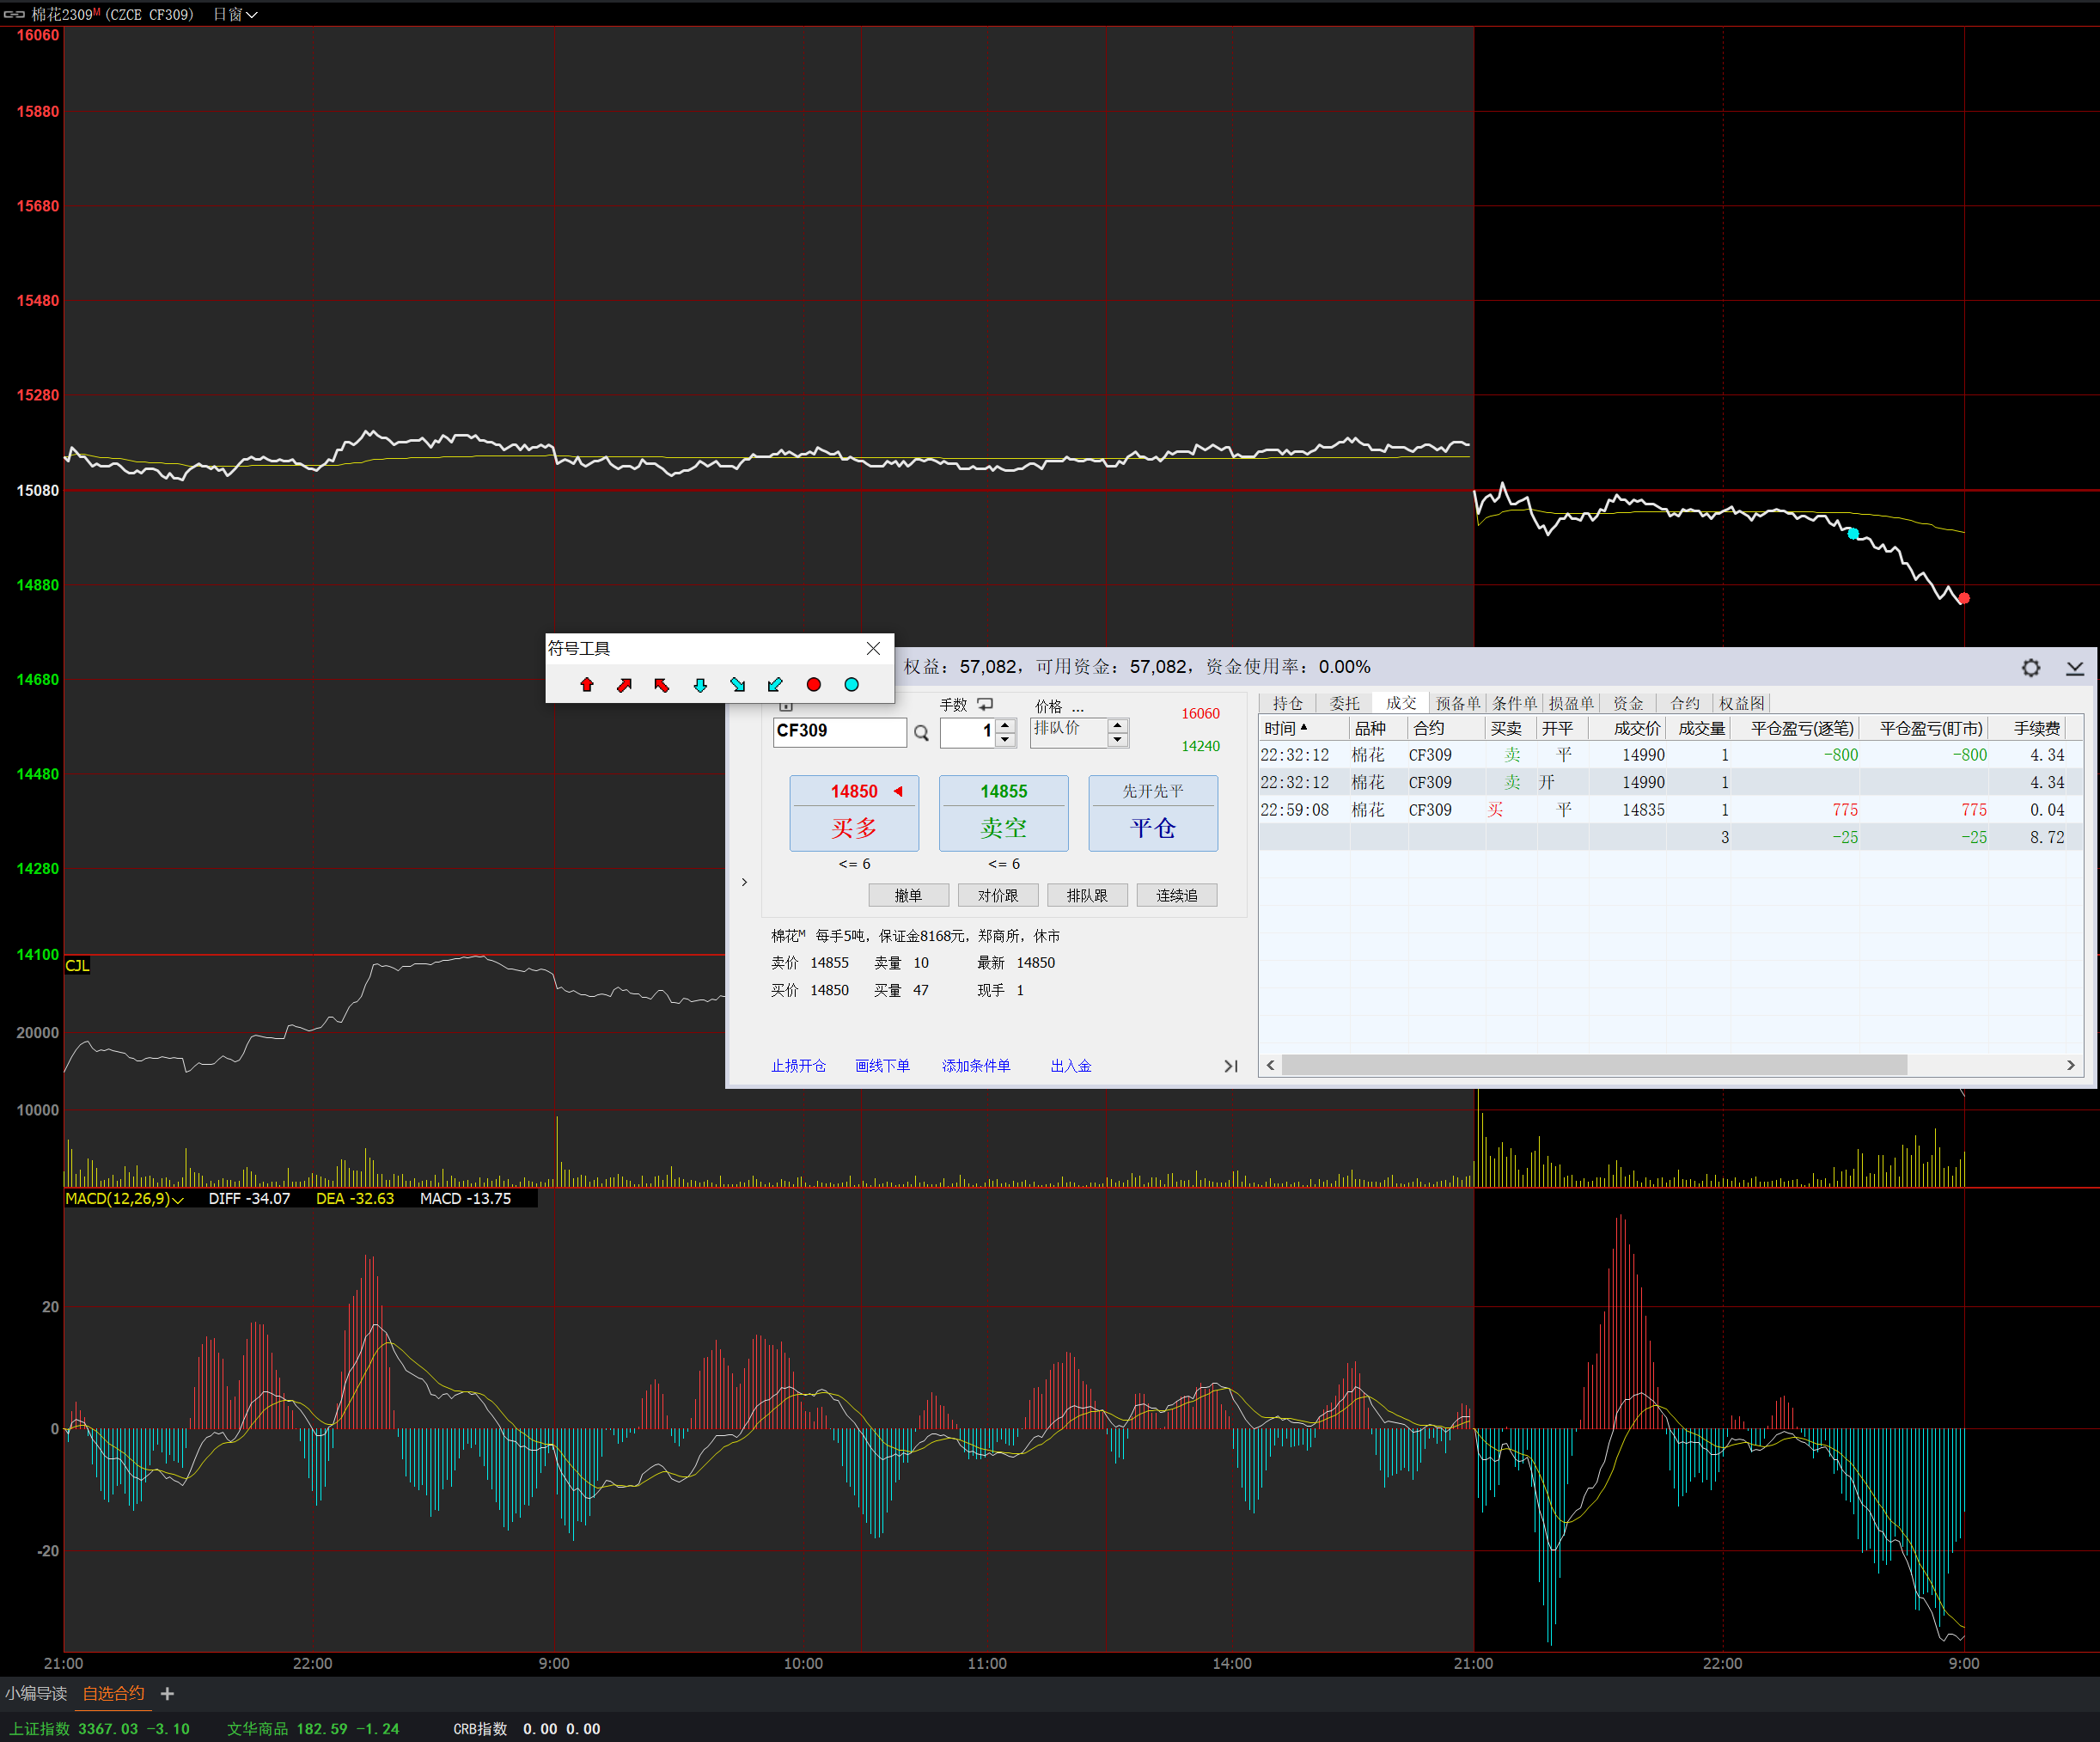 棉花2309M (CZCE CF309) 日窗
16060
15880
15680
15480
15280
15080
14880
14680
14480
14280
14100
CJL
20000
10000
符号工具
权益: 57,082, 可用资金: 57,082, 资金使用率: 0.00%
手数 价格 ...
CF309 1 排队价
16060
14240
14850 14855 先开先平
买多 卖空 平仓
<= 6 <= 6
撤单 对价跟 排队跟 连续追
棉花M 每手5吨, 保证金8168元, 郑商所, 休市
卖价 14855 卖量 10 最新 14850
买价 14850 买量 47 现手 1
止损开仓 画线下单 添加条件单 出入金
持仓 委托 成交 预备单 条件单 损盈单 资金 合约 权益图
时间 品种 合约 买卖 开平 成交价 成交量 平仓盈亏(逐笔) 平仓盈亏(盯市) 手续费
22:32:12 棉花 CF309 卖 平 14990 1 -800 -800 4.34
22:32:12 棉花 CF309 卖 开 14990 1 4.34
22:59:08 棉花 CF309 买 平 14835 1 775 775 0.04
3 -25 -25 8.72
MACD(12,26,9) DIFF -34.07 DEA -32.63 MACD -13.75
20
0
-20
21:00 22:00 9:00 10:00 11:00 14:00 21:00 22:00 9:00
小编导读 自选合约 +
上证指数 3367.03 -3.10 文华商品 182.59 -1.24 CRB指数 0.00 0.00